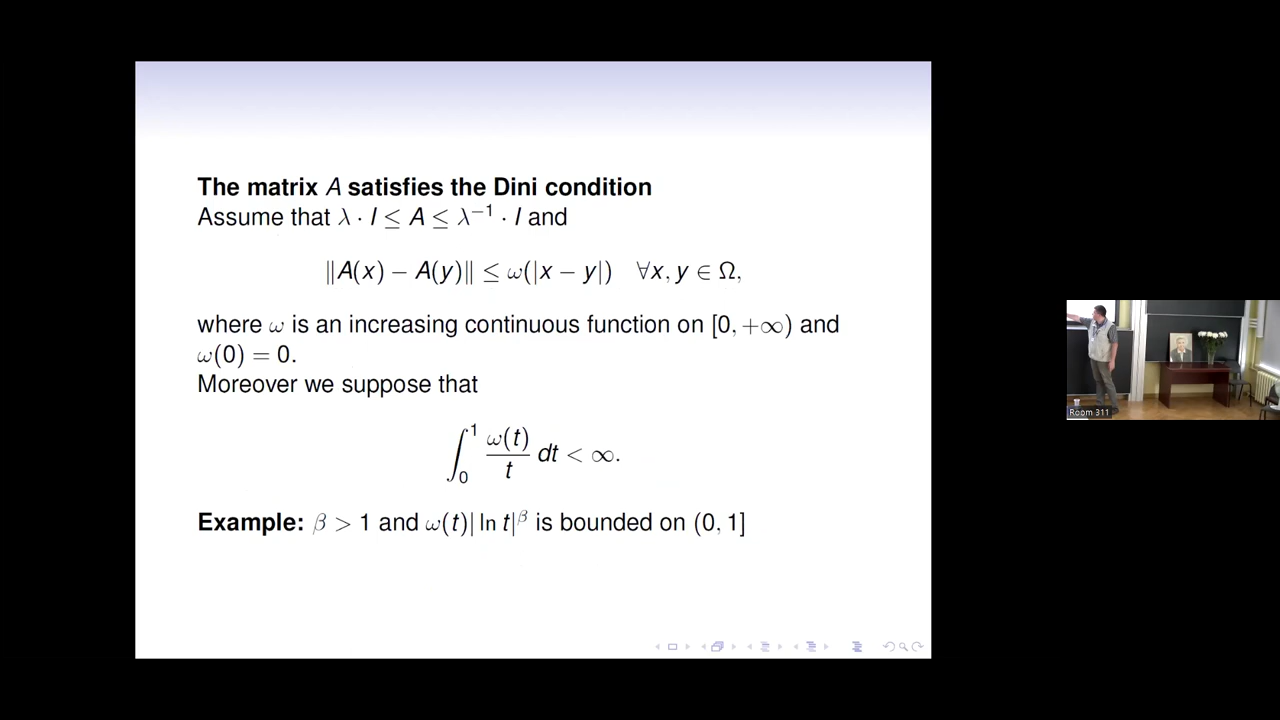 The matrix A satisfies the Dini condition
Assume that λ · I ≤ A ≤ λ⁻¹ · I and
‖A(x) − A(y)‖ ≤ ω(|x − y|) ∀x, y ∈ Ω,
where ω is an increasing continuous function on [0, +∞) and
ω(0) = 0.
Moreover we suppose that
∫₀¹ ω(t)/t dt < ∞.
Example: β > 1 and ω(t)| ln t|^β is bounded on (0, 1]
Room 311